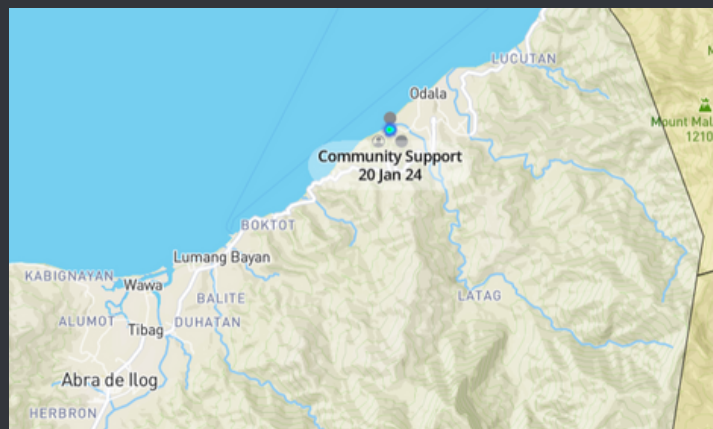 LUCUTAN
Odala
Mount Mal
1210
Community Support
20 Jan 24
BOKTOT
Lumang Bayan
KABIGNAYAN
Wawa
BALITE
LATAG
ALUMOT
DUHATAN
Tibag
Abra de Ilog
HERBRON